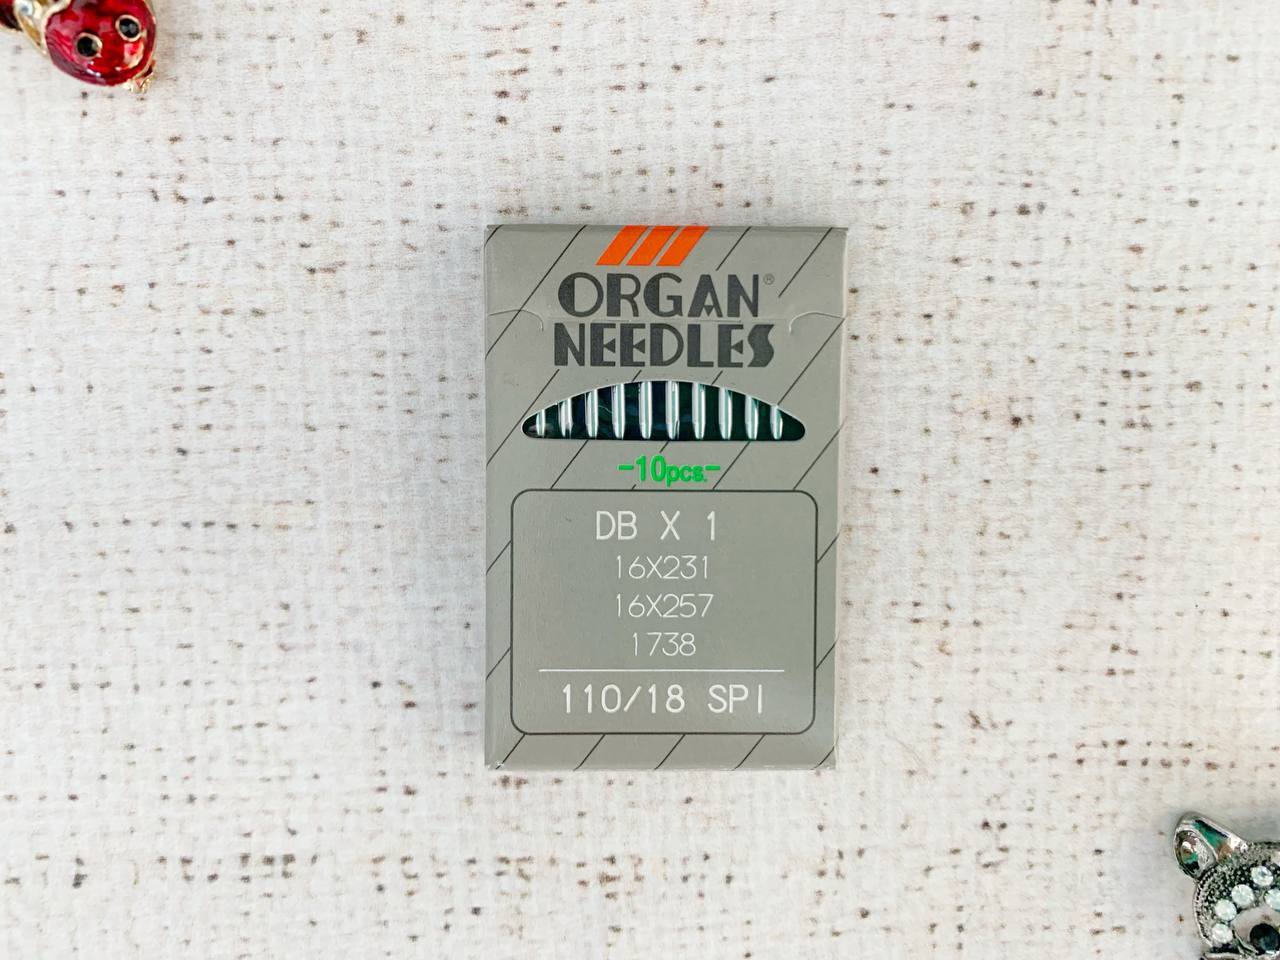 ORGAN®
NEEDLES
-10pcs.-
DB X 1
16X231
16X257
1738
110/18 SPI